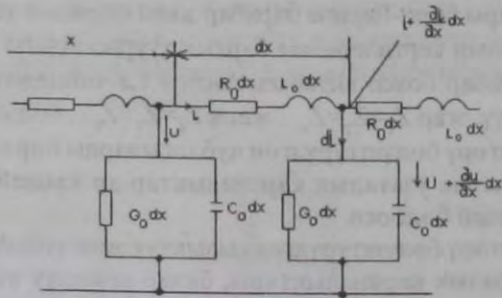 x
dx
i + ∂i/∂x dx
R₀dx
L₀dx
R₀dx
L₀dx
i
U
di
U + ∂u/∂x dx
G₀dx
C₀dx
G₀dx
C₀dx